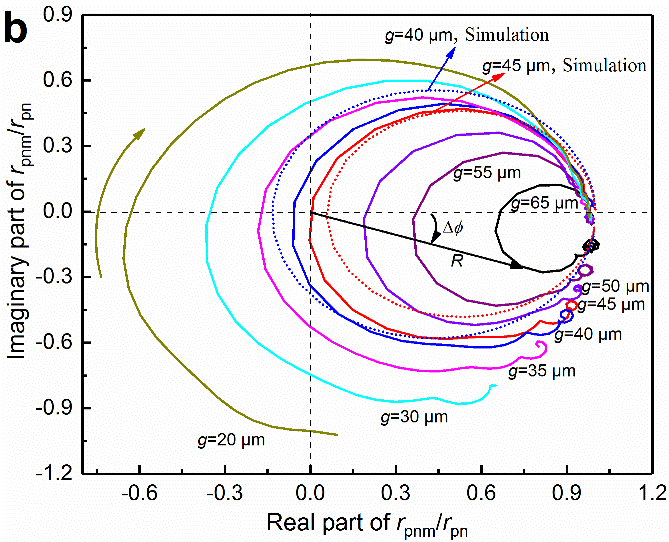 b
0.9
0.6
0.3
0.0
-0.3
-0.6
-0.9
-1.2
Imaginary part of rpnm/rpn
g=40 μm, Simulation
g=45 μm, Simulation
g=55 μm
g=65 μm
Δϕ
R
g=50 μm
g=45 μm
g=40 μm
g=35 μm
g=30 μm
g=20 μm
-0.6
-0.3
0.0
0.3
0.6
0.9
1.2
Real part of rpnm/rpn